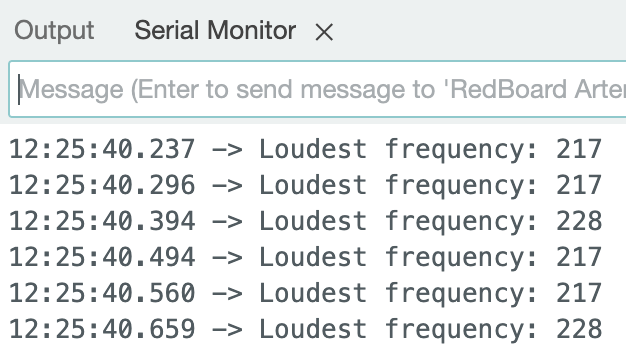 Output Serial Monitor ×
Message (Enter to send message to 'RedBoard Arte
12:25:40.237 -> Loudest frequency: 217
12:25:40.296 -> Loudest frequency: 217
12:25:40.394 -> Loudest frequency: 228
12:25:40.494 -> Loudest frequency: 217
12:25:40.560 -> Loudest frequency: 217
12:25:40.659 -> Loudest frequency: 228